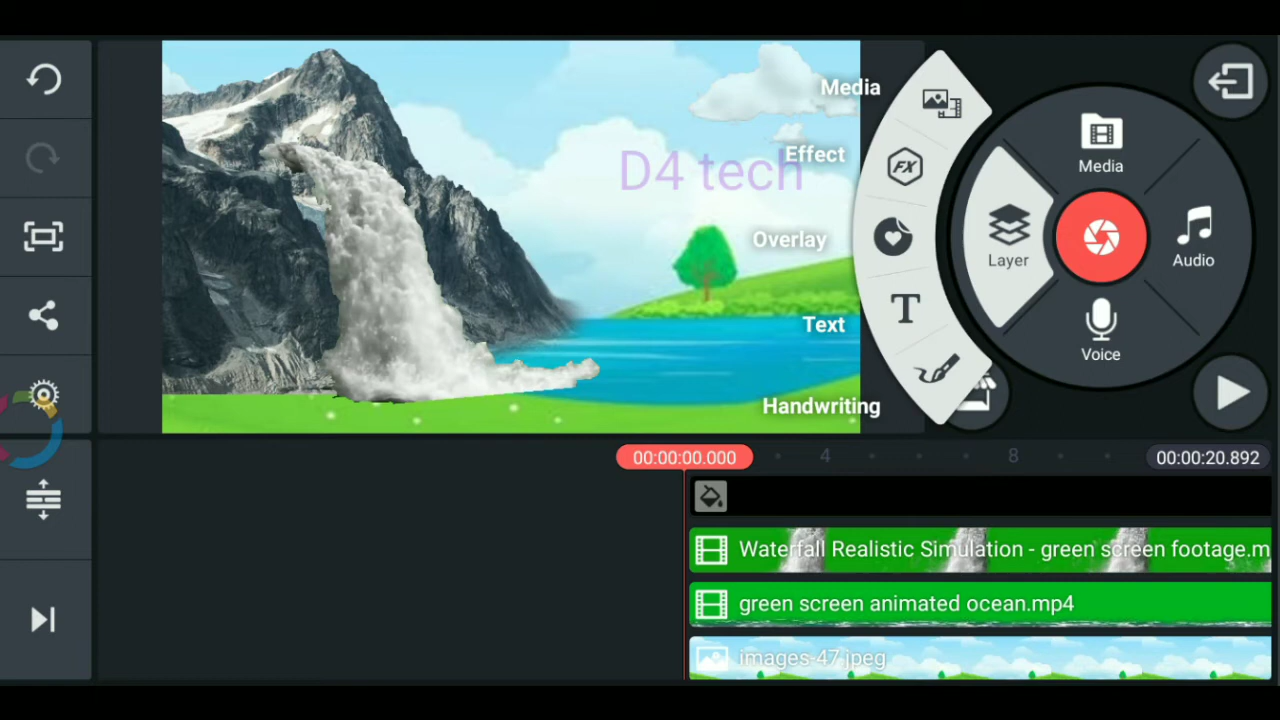 Media
Effect
D4 tech
Overlay
Text
Handwriting
FX
T
Media
Layer
Audio
Voice
00:00:00.000
4
8
00:00:20.892
Waterfall Realistic Simulation - green screen footage.m
green screen animated ocean.mp4
images-47.jpeg